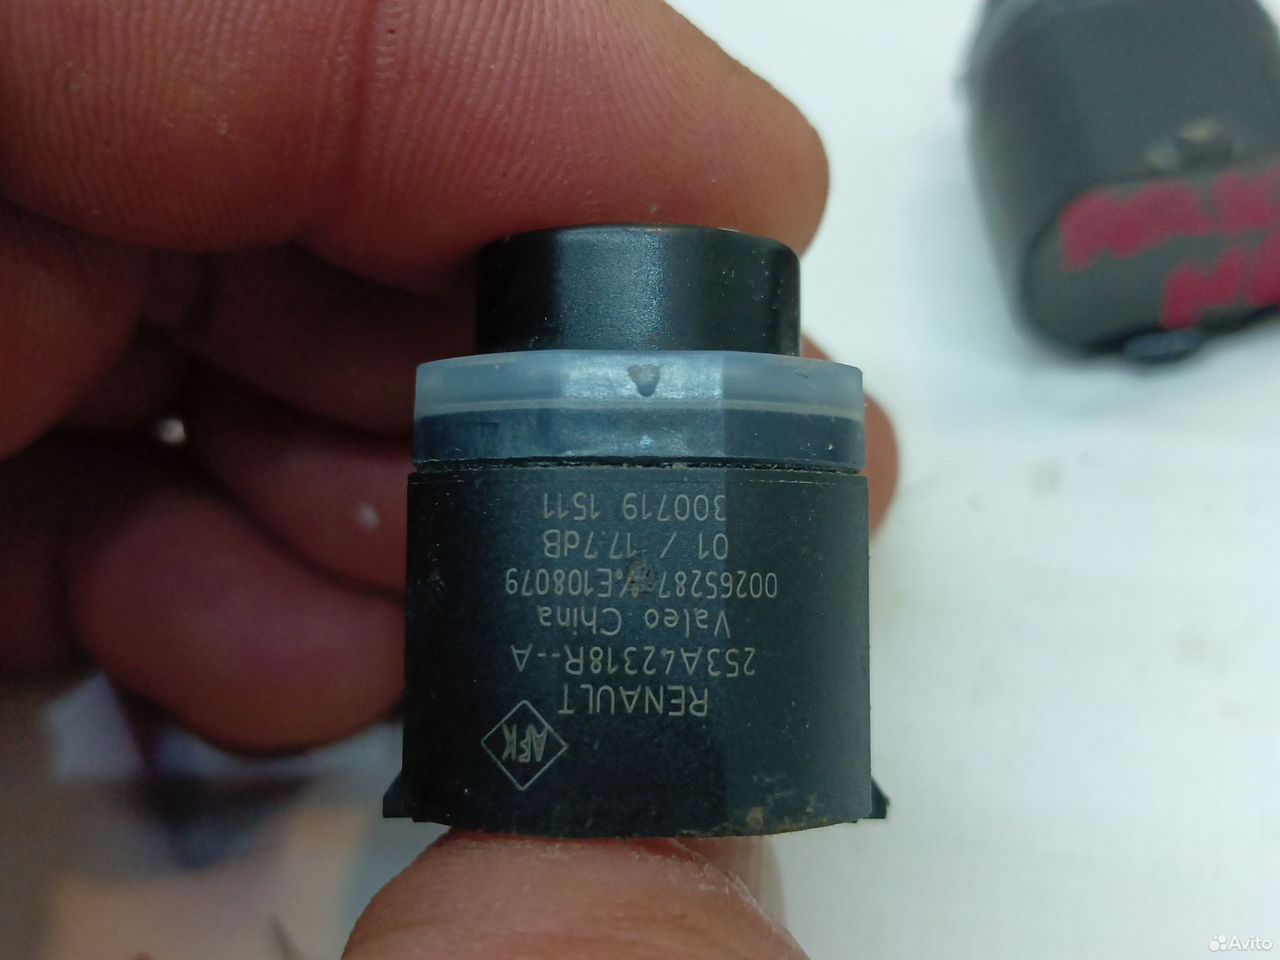 AFK
RENAULT
253A42318R--A
Valeo China
00265287 E108079
01 / 17.7dB
300719 1511
Avito